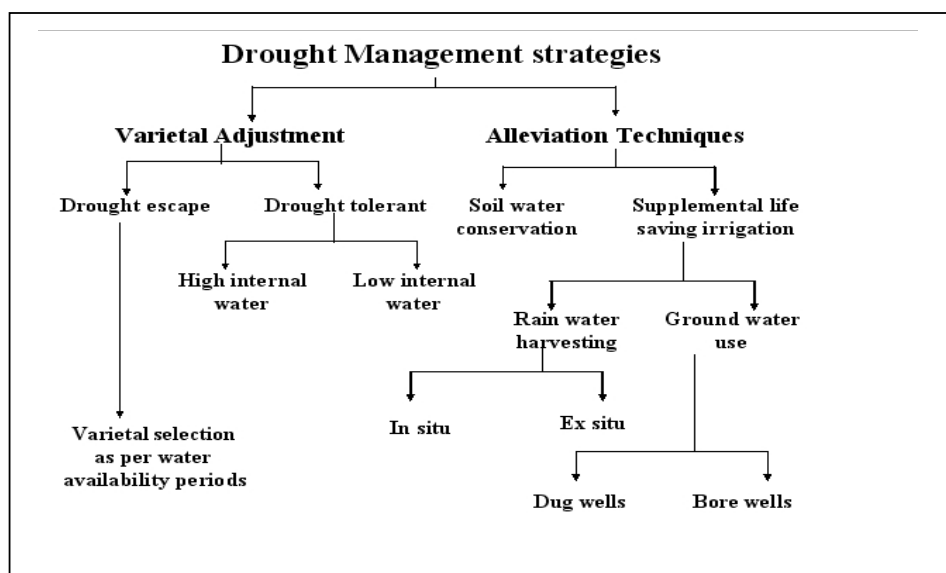 Drought Management strategies
Varietal Adjustment
Alleviation Techniques
Drought escape
Drought tolerant
Soil water
conservation
Supplemental life
saving irrigation
High internal
water
Low internal
water
Rain water
harvesting
Ground water
use
In situ
Ex situ
Varietal selection
as per water
availability periods
Dug wells
Bore wells